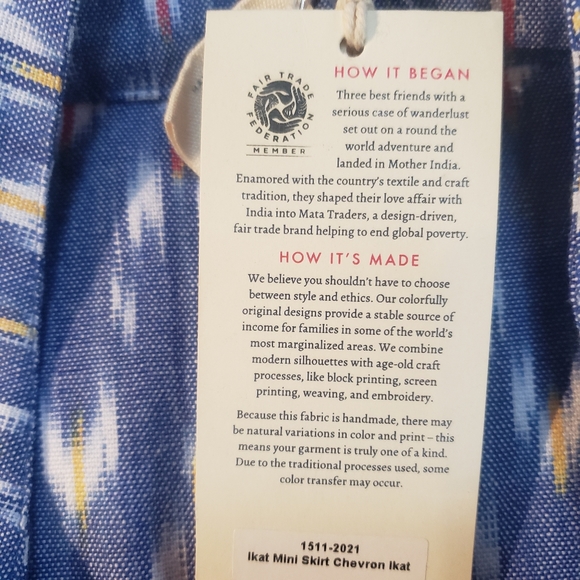 HOW IT BEGAN
FAIR TRADE
FEDERATION
MEMBER
Three best friends with a
serious case of wanderlust
set out on a round the
world adventure and
landed in Mother India.
Enamored with the country's textile and craft
tradition, they shaped their love affair with
India into Mata Traders, a design-driven,
fair trade brand helping to end global poverty.
HOW IT'S MADE
We believe you shouldn't have to choose
between style and ethics. Our colorfully
original designs provide a stable source of
income for families in some of the world's
most marginalized areas. We combine
modern silhouettes with age-old craft
processes, like block printing, screen
printing, weaving, and embroidery.
Because this fabric is handmade, there may
be natural variations in color and print – this
means your garment is truly one of a kind.
Due to the traditional processes used, some
color transfer may occur.
1511-2021
Ikat Mini Skirt Chevron Ikat